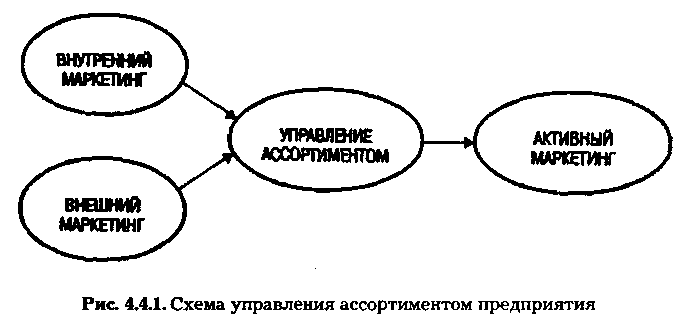 ВНУТРЕННИЙ
МАРКЕТИНГ
ВНЕШНИЙ
МАРКЕТИНГ
УПРАВЛЕНИЕ
АССОРТИМЕНТОМ
АКТИВНЫЙ
МАРКЕТИНГ
Рис. 4.4.1. Схема управления ассортиментом предприятия